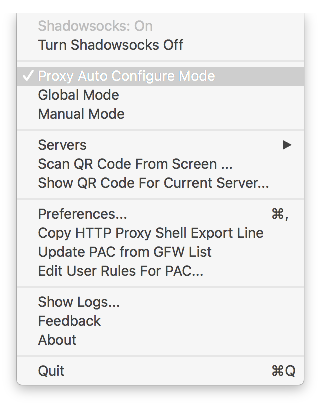 Shadowsocks: On
Turn Shadowsocks Off
✓ Proxy Auto Configure Mode
Global Mode
Manual Mode
Servers ▶
Scan QR Code From Screen ...
Show QR Code For Current Server...
Preferences... ⌘,
Copy HTTP Proxy Shell Export Line
Update PAC from GFW List
Edit User Rules For PAC...
Show Logs...
Feedback
About
Quit ⌘Q